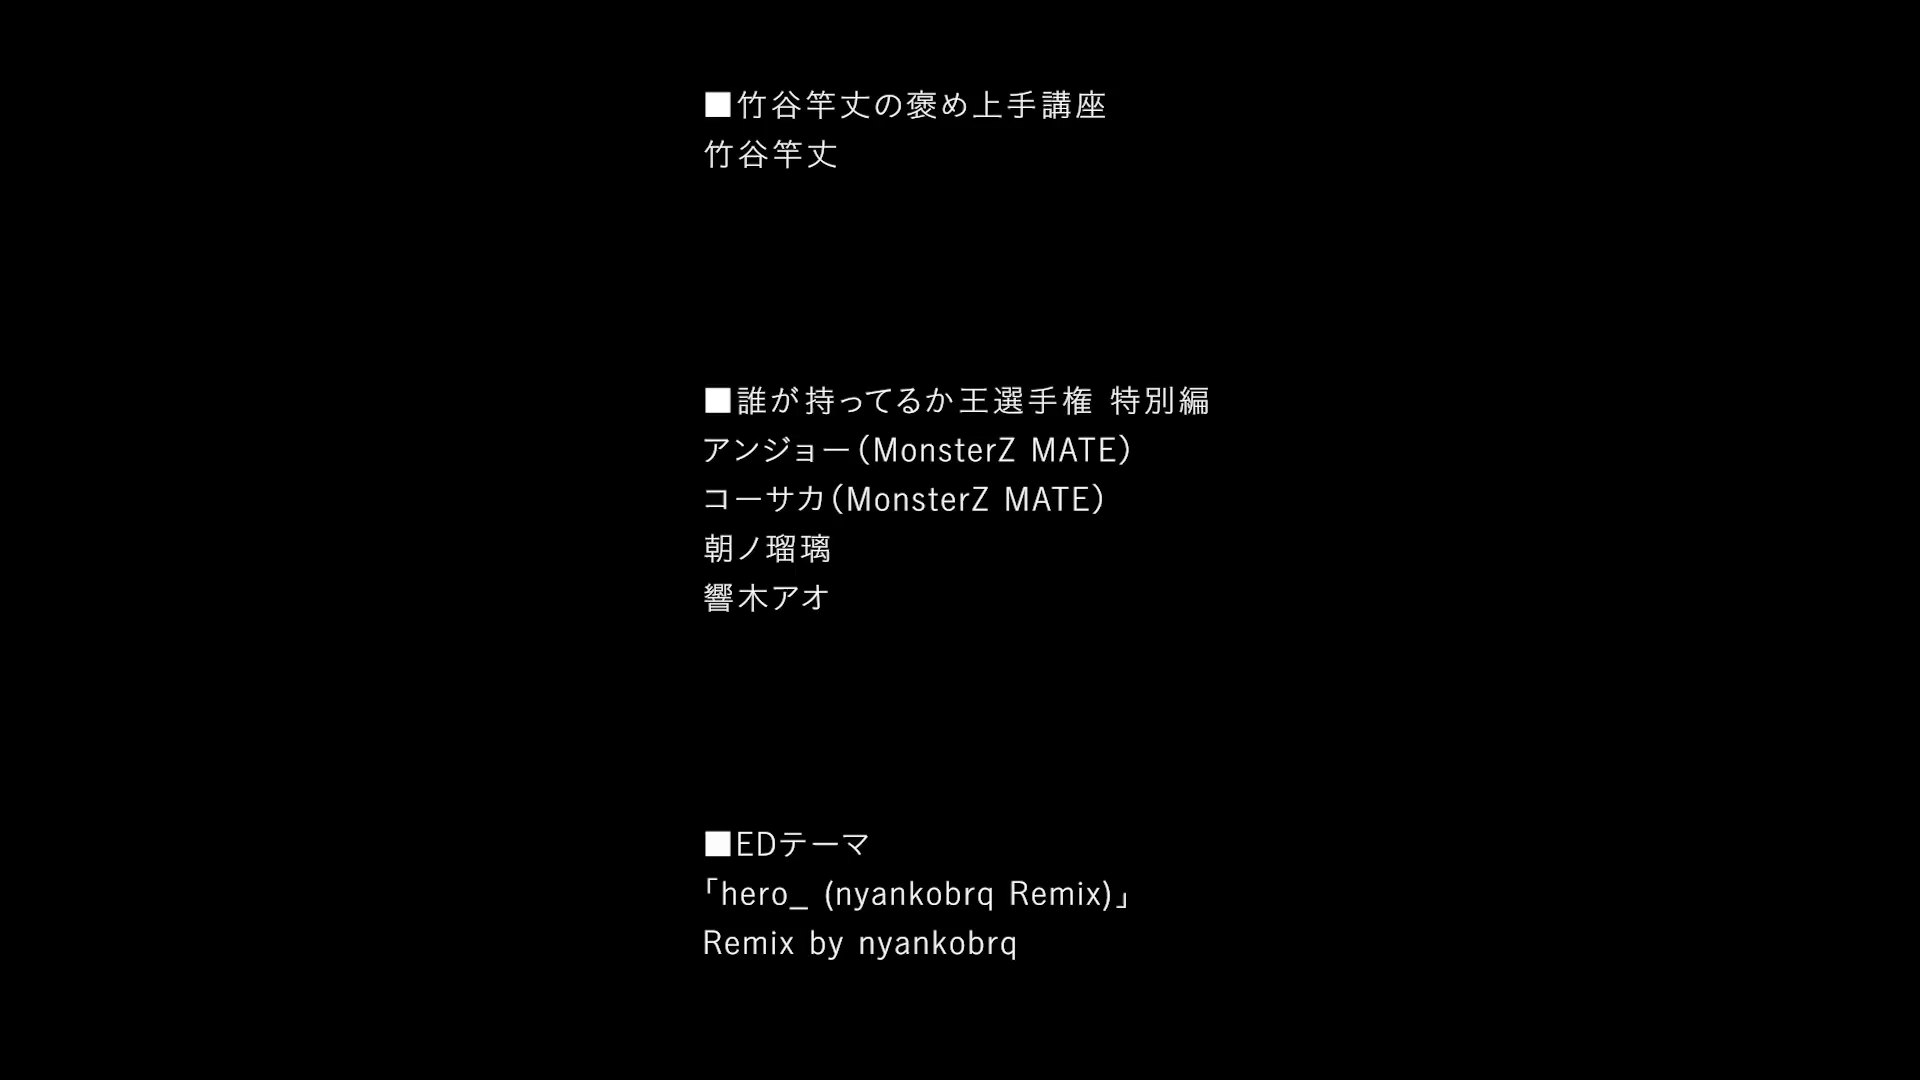 ■竹谷竿丈の褒め上手講座
竹谷竿丈
■誰が持ってるか王選手権 特別編
アンジョー（MonsterZ MATE）
コーサカ（MonsterZ MATE）
朝ノ瑠璃
響木アオ
■EDテーマ
「hero_ (nyankobrq Remix)」
Remix by nyankobrq